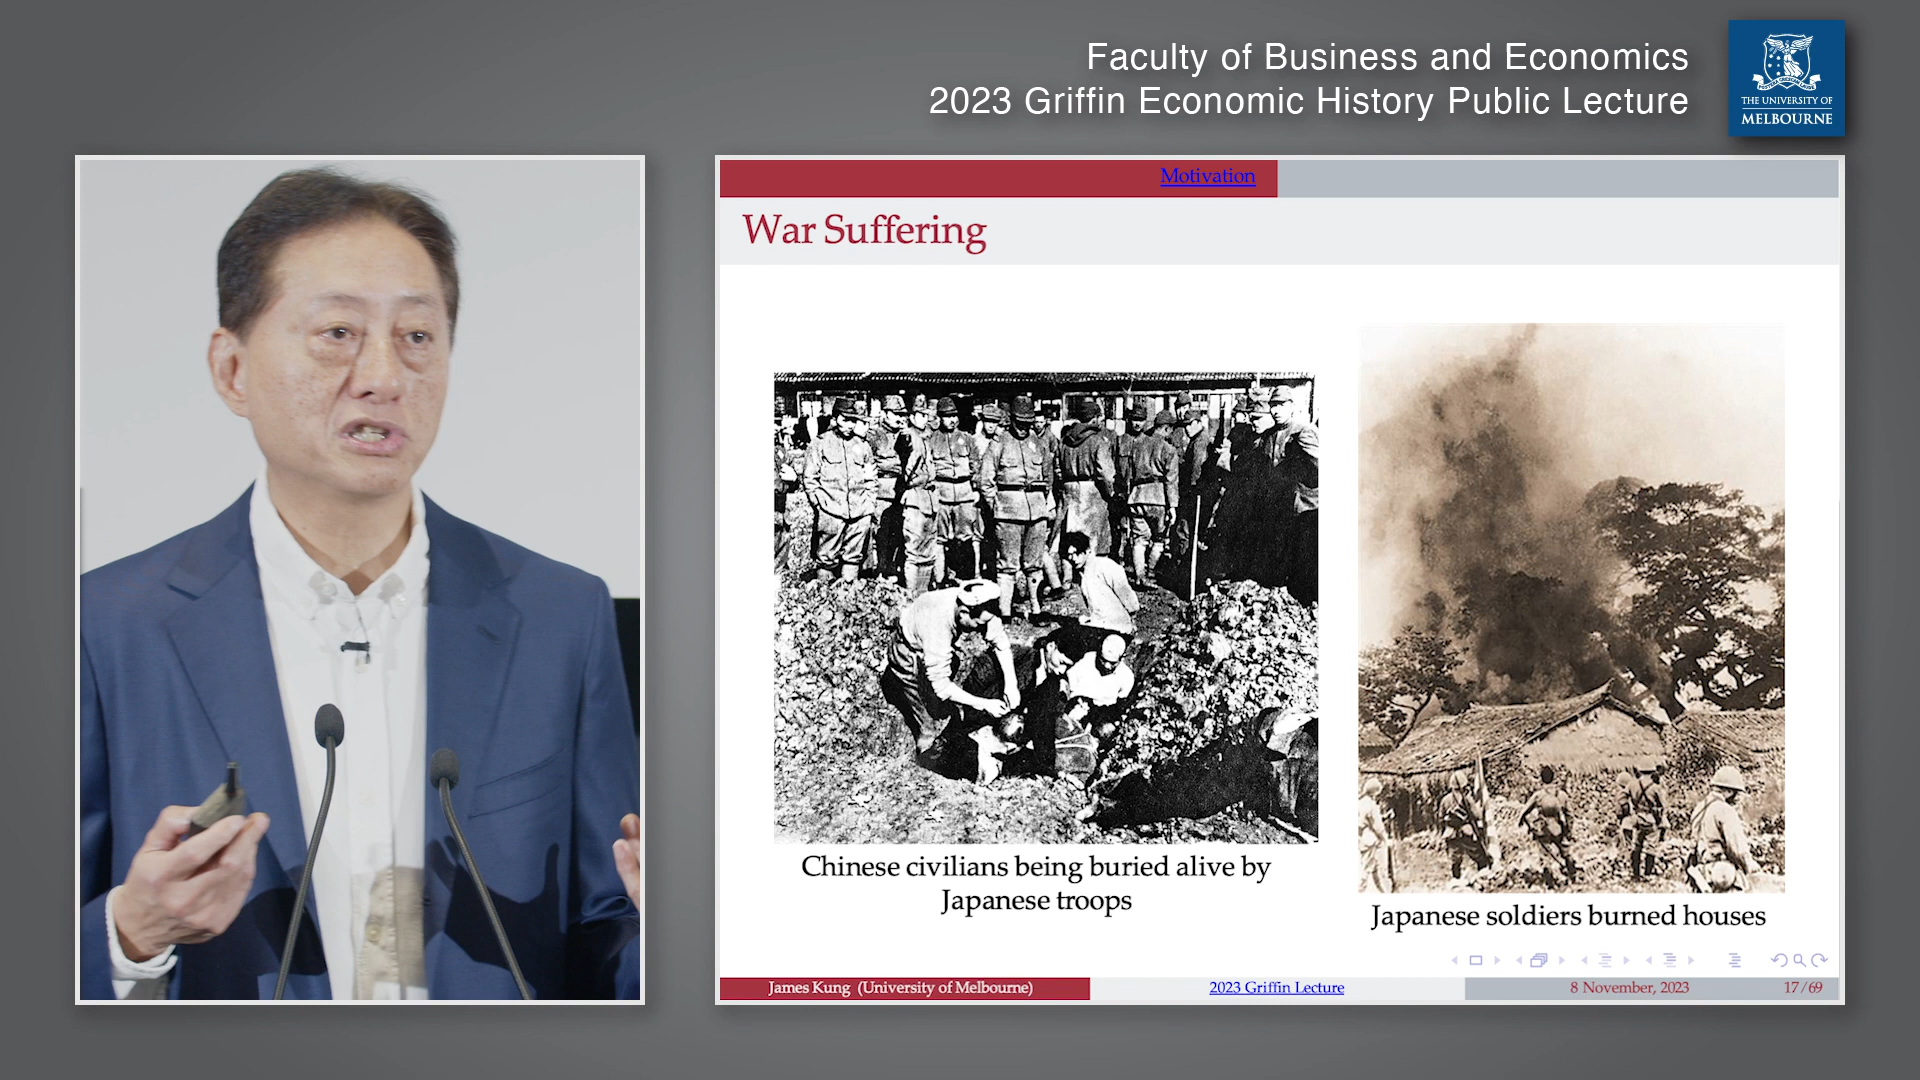 Faculty of Business and Economics
2023 Griffin Economic History Public Lecture
THE UNIVERSITY OF
MELBOURNE
Motivation
War Suffering
Chinese civilians being buried alive by
Japanese troops
Japanese soldiers burned houses
James Kung (University of Melbourne)
2023 Griffin Lecture
8 November, 2023
17/69